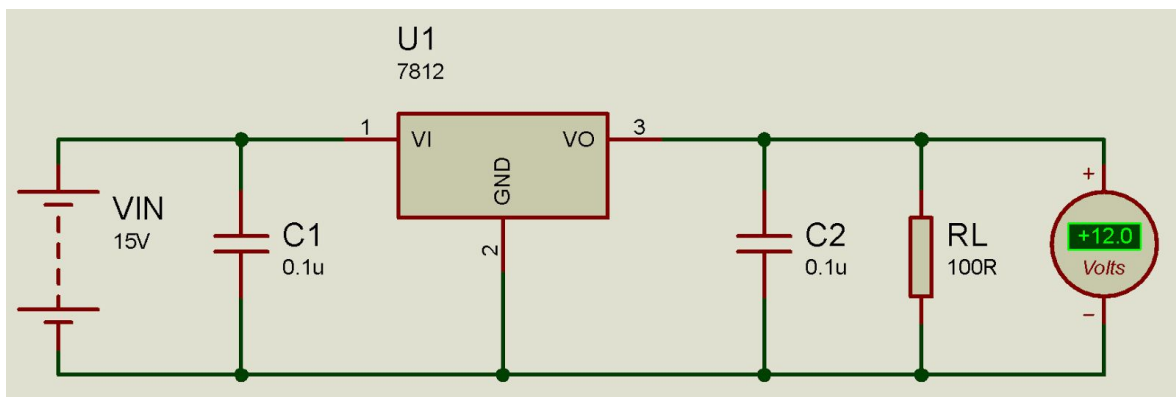 U1
7812
1
VI
VO
3
GND
2
VIN
15V
C1
0.1u
C2
0.1u
RL
100R
+
+12.0
Volts
−